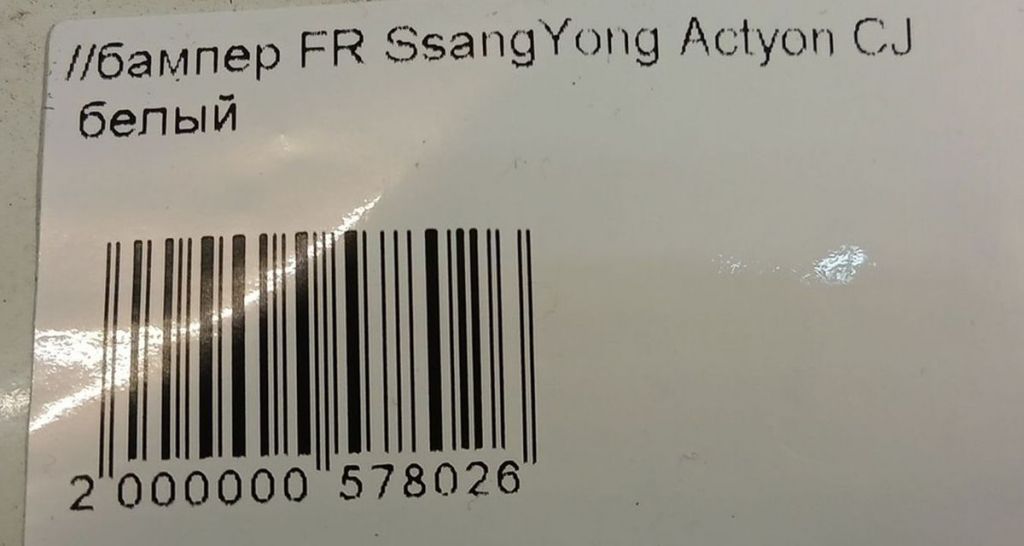 //бампер FR SsangYong Actyon CJ
белый
2 000000 578026